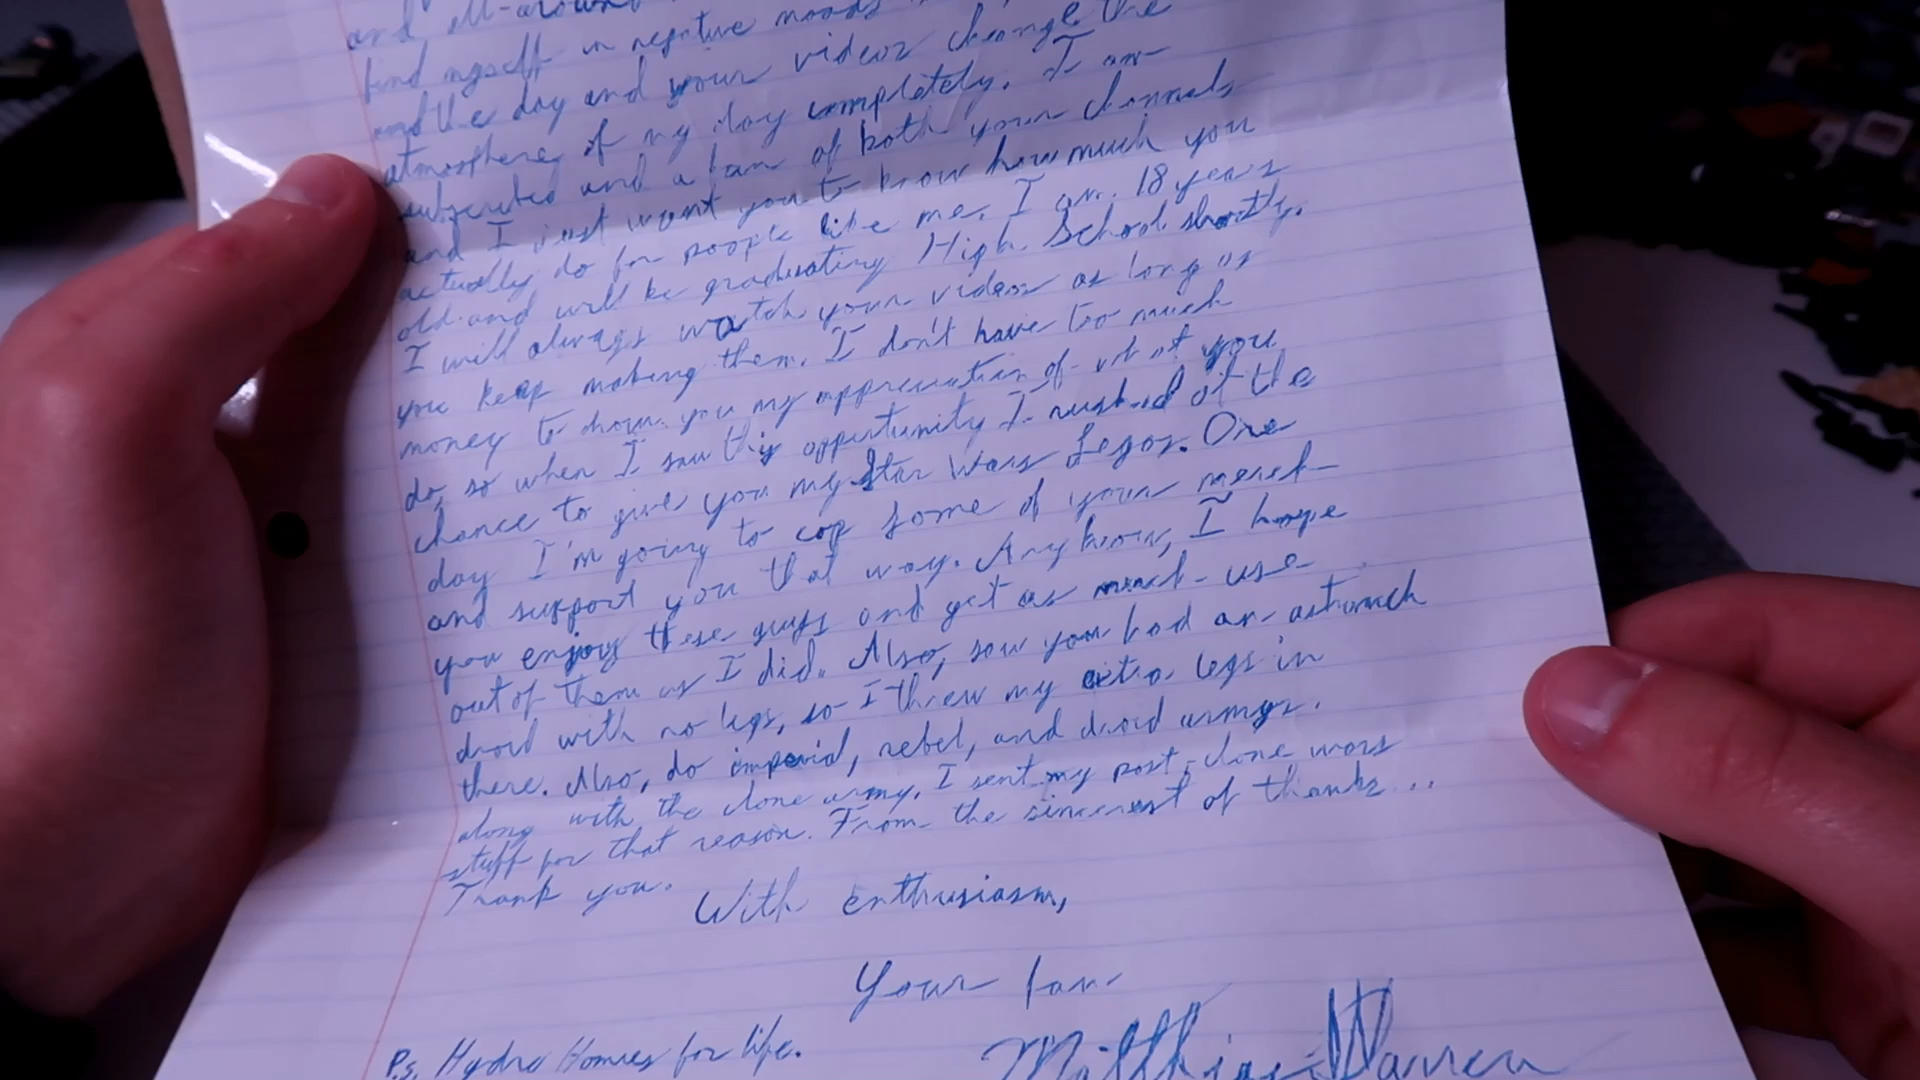 and all-around
find myself in negative moods
and the day and your videos change the
atmosphere of my day completely. I am
subscribed and a fan of both your channels
and I just want you to know how much you
actually do for people like me. I am 18 years
old and will be graduating High School shortly.
I will always watch your videos as long as
you keep making them. I don't have too much
money to show you my appreciation of what you
do, so when I saw this opportunity I rushed at the
chance to give you my Star Wars Legos. One
day I'm going to cop some of your merch
and support you that way. Anyhow, I hope
you enjoy these guys and get as much use
out of them as I did. Also, saw you had an astromech
droid with no legs, so I threw my extra legs in
there. Also, do imperial, rebel, and droid armys.
along with the clone army. I sent my post-clone wars
stuff for that reason. From the sincerest of thanks...
Thank you.
With enthusiasm,
Your fan
P.s. Hydro Homies for life.
Warren